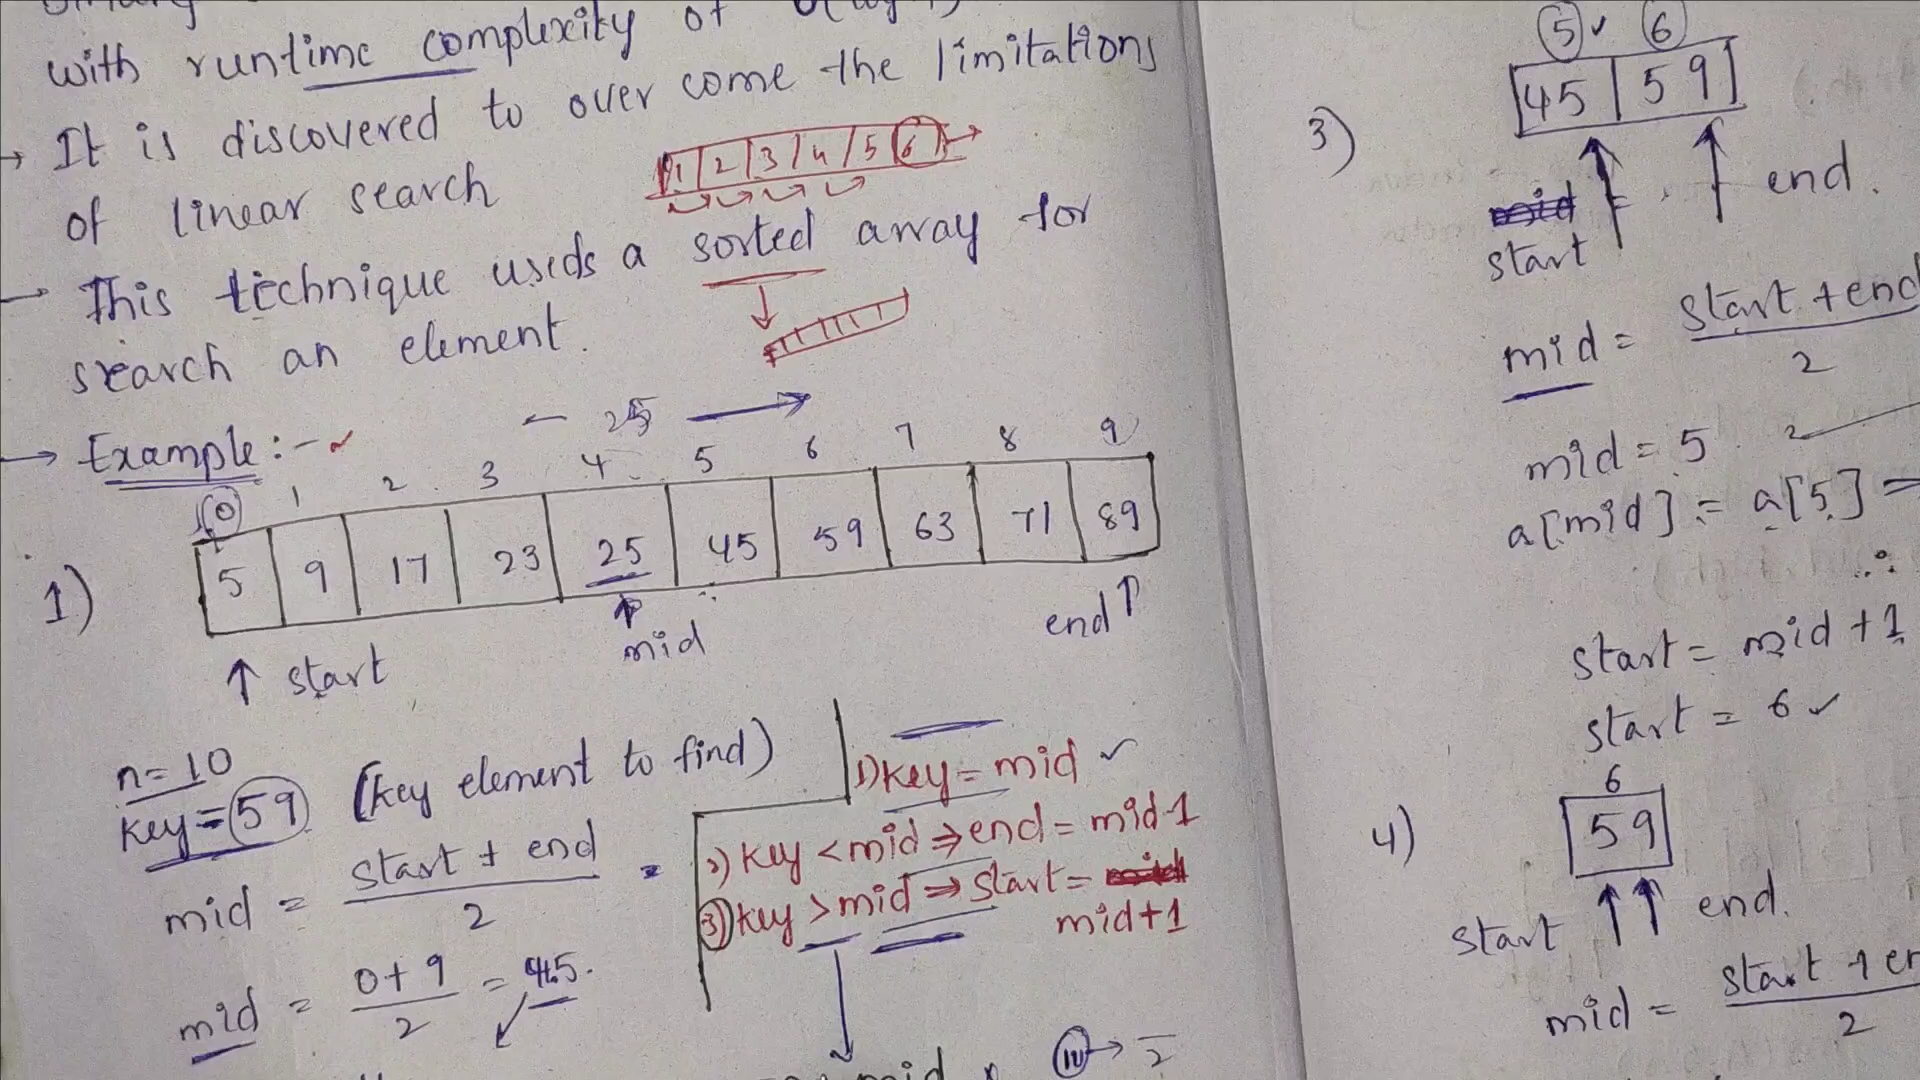 with runtime complexity of
→ It is discovered to over come the limitations
of linear search
1 2 3 4 5 6
→ This technique useds a sorted array for
search an element.
→ Example :-
← 25 →
0 1 2 3 4 5 6 7 8 9
1) 5 9 17 23 25 45 59 63 71 89
↑ start
↑ mid
end ↑
n = 10
key = 59 (key element to find)
mid = start + end / 2 =
mid = 0 + 9 / 2 = 4.5.
1) key = mid ✓
2) key < mid ⇒ end = mid-1
3) key > mid ⇒ start =
mid+1
mid
5 ✓ 6
3) 45 59
start
end.
mid = start + end / 2
mid = 5
a[mid] = a[5] =
∴
start = mid + 1
start = 6 ✓
6
4) 59
start ↑↑ end.
mid = start + / 2